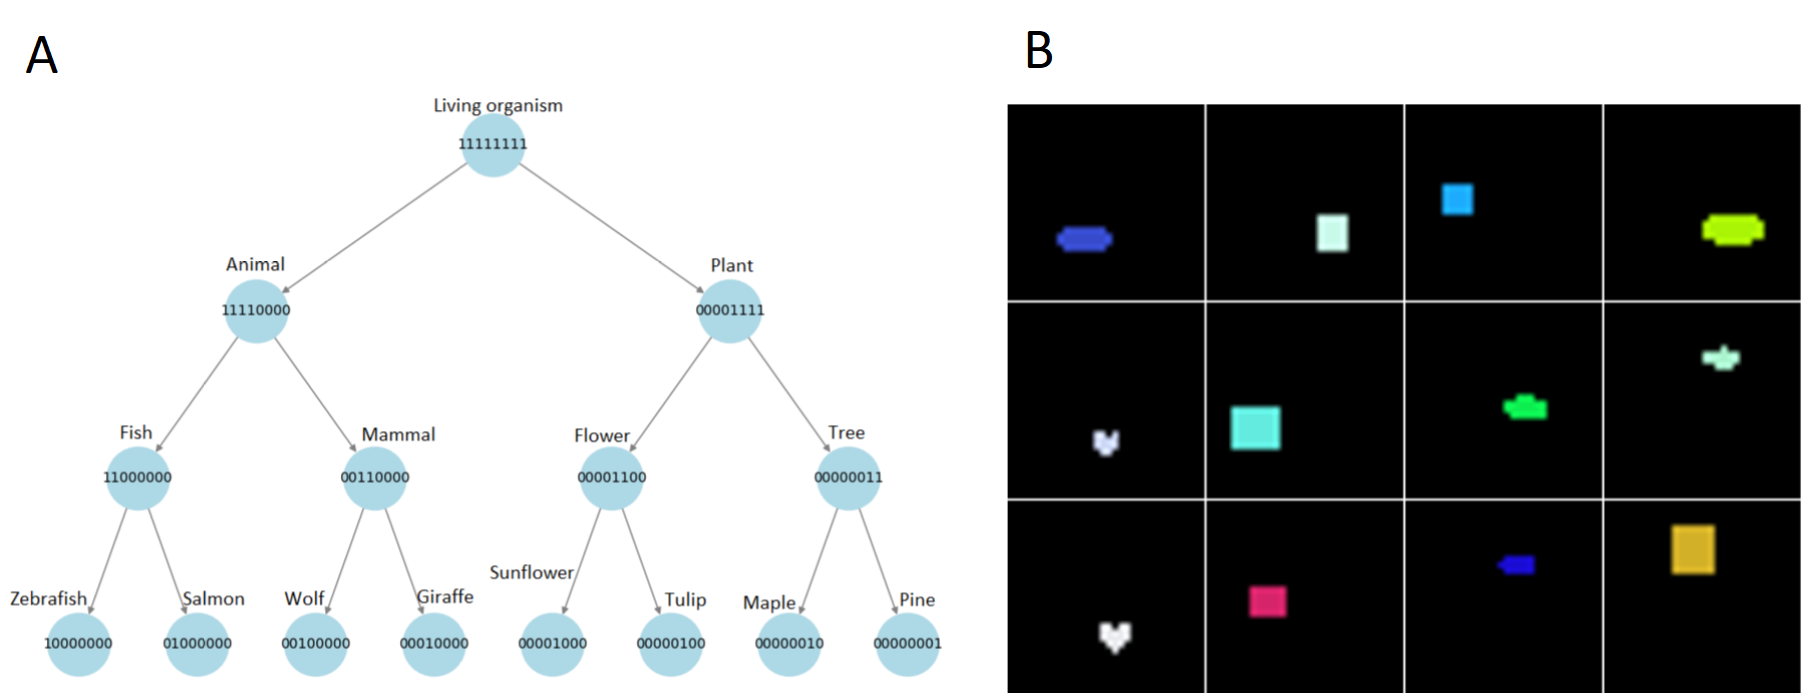 A
B
Living organism
11111111
Animal
Plant
11110000
00001111
Fish
Mammal
Flower
Tree
11000000
00110000
00001100
00000011
Zebrafish
Salmon
Wolf
Giraffe
Sunflower
Tulip
Maple
Pine
10000000
01000000
00100000
00010000
00001000
00000100
00000010
00000001